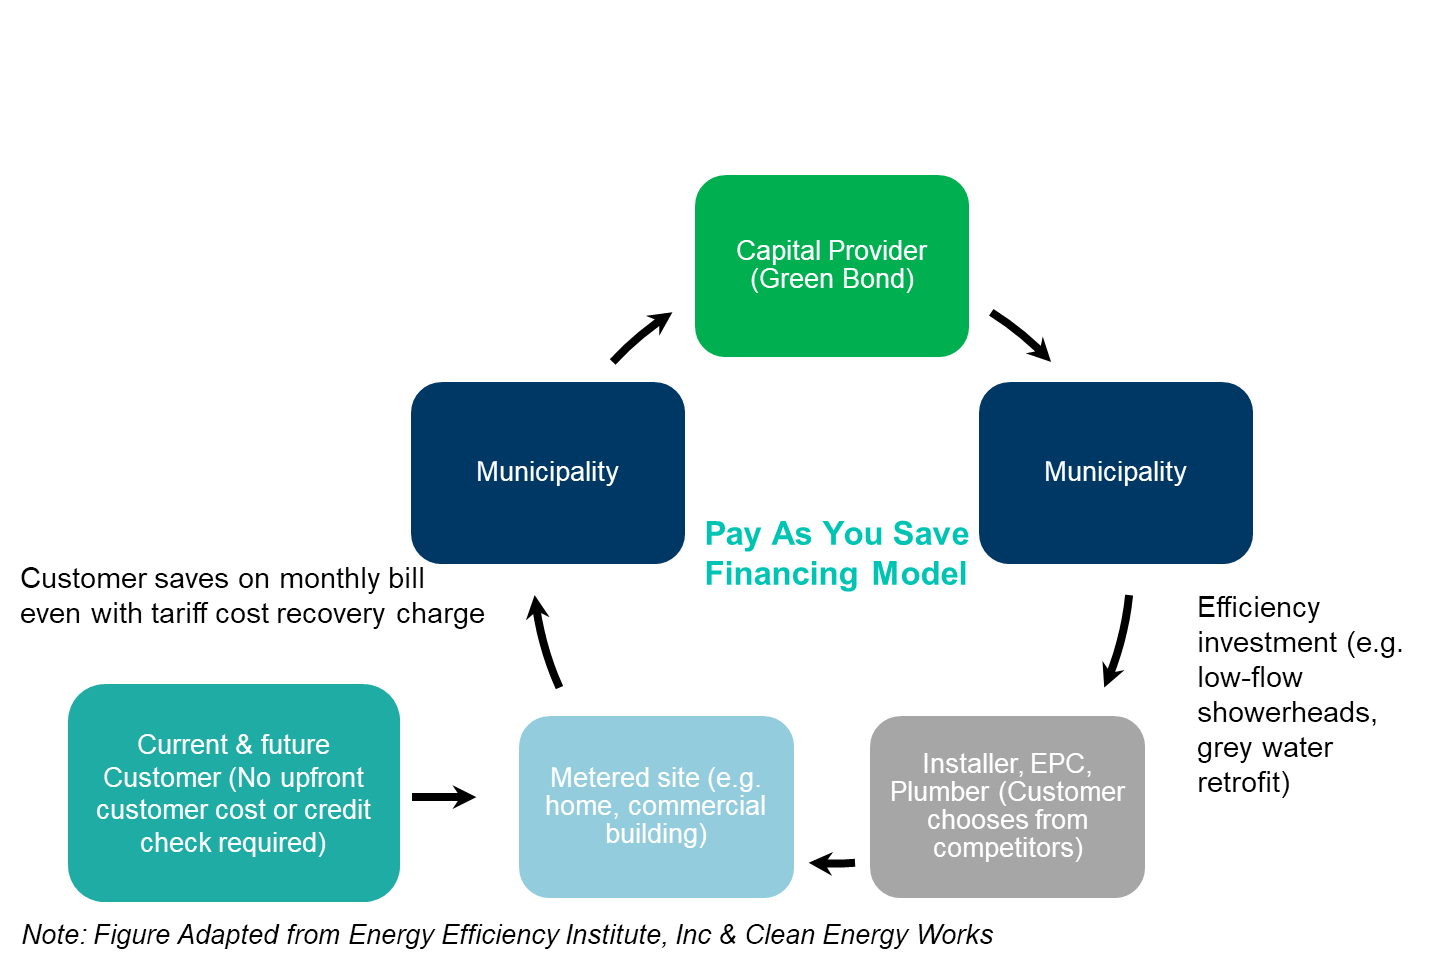 Capital Provider
(Green Bond)
Municipality
Municipality
Pay As You Save
Financing Model
Customer saves on monthly bill
even with tariff cost recovery charge
Efficiency
investment (e.g.
low-flow
showerheads,
grey water
retrofit)
Current & future
Customer (No upfront
customer cost or credit
check required)
Metered site (e.g.
home, commercial
building)
Installer, EPC,
Plumber (Customer
chooses from
competitors)
Note: Figure Adapted from Energy Efficiency Institute, Inc & Clean Energy Works